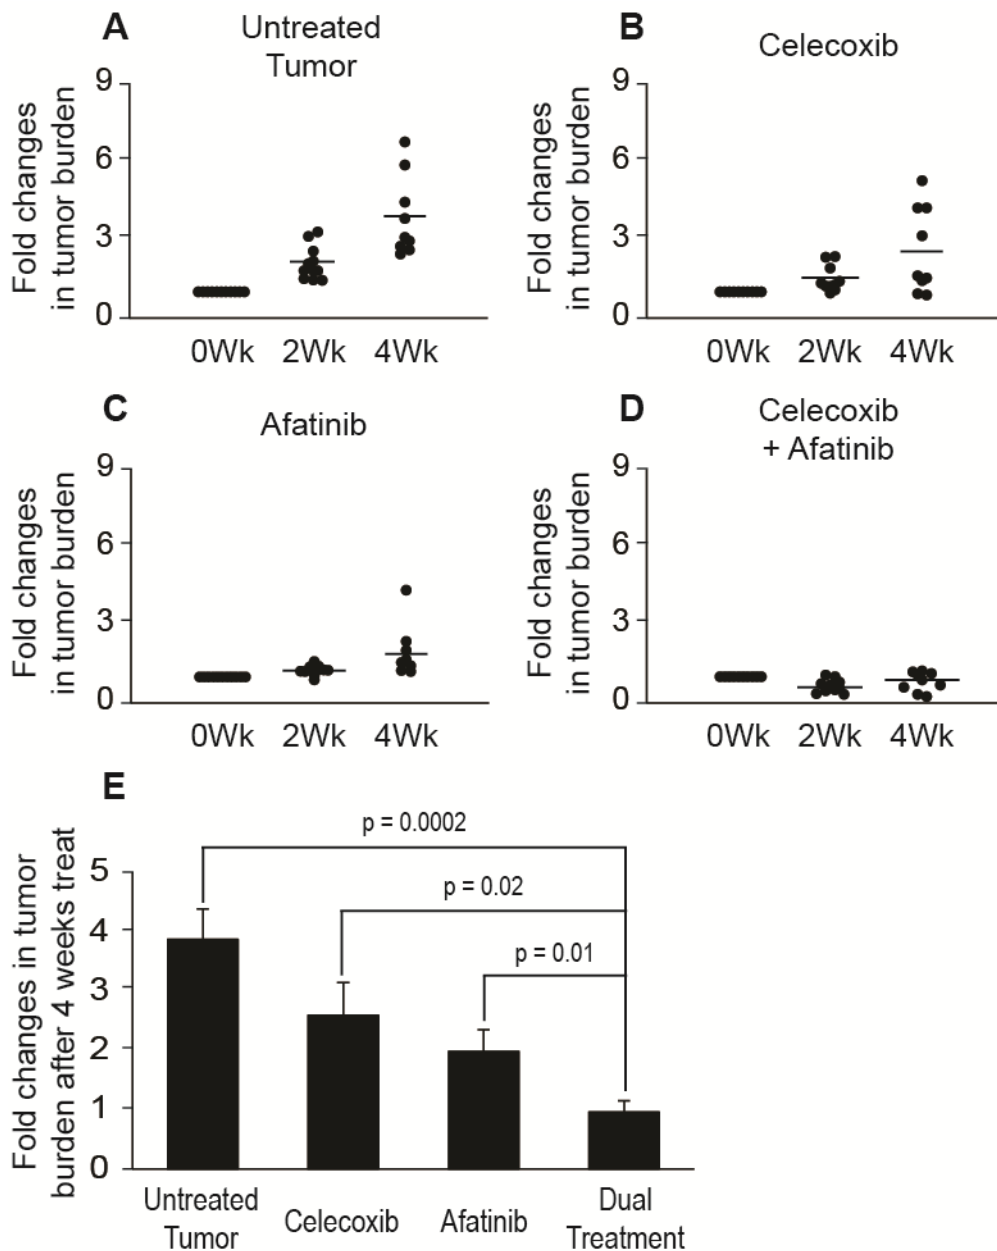 A
Untreated
Tumor
Fold changes
in tumor burden
9
6
3
0
0Wk 2Wk 4Wk
B
Celecoxib
Fold changes
in tumor burden
9
6
3
0
0Wk 2Wk 4Wk
C
Afatinib
Fold changes
in tumor burden
9
6
3
0
0Wk 2Wk 4Wk
D
Celecoxib
+ Afatinib
Fold changes
in tumor burden
9
6
3
0
0Wk 2Wk 4Wk
E
Fold changes in tumor
burden after 4 weeks treat
5
4
3
2
1
0
p = 0.0002
p = 0.02
p = 0.01
Untreated
Tumor
Celecoxib
Afatinib
Dual
Treatment